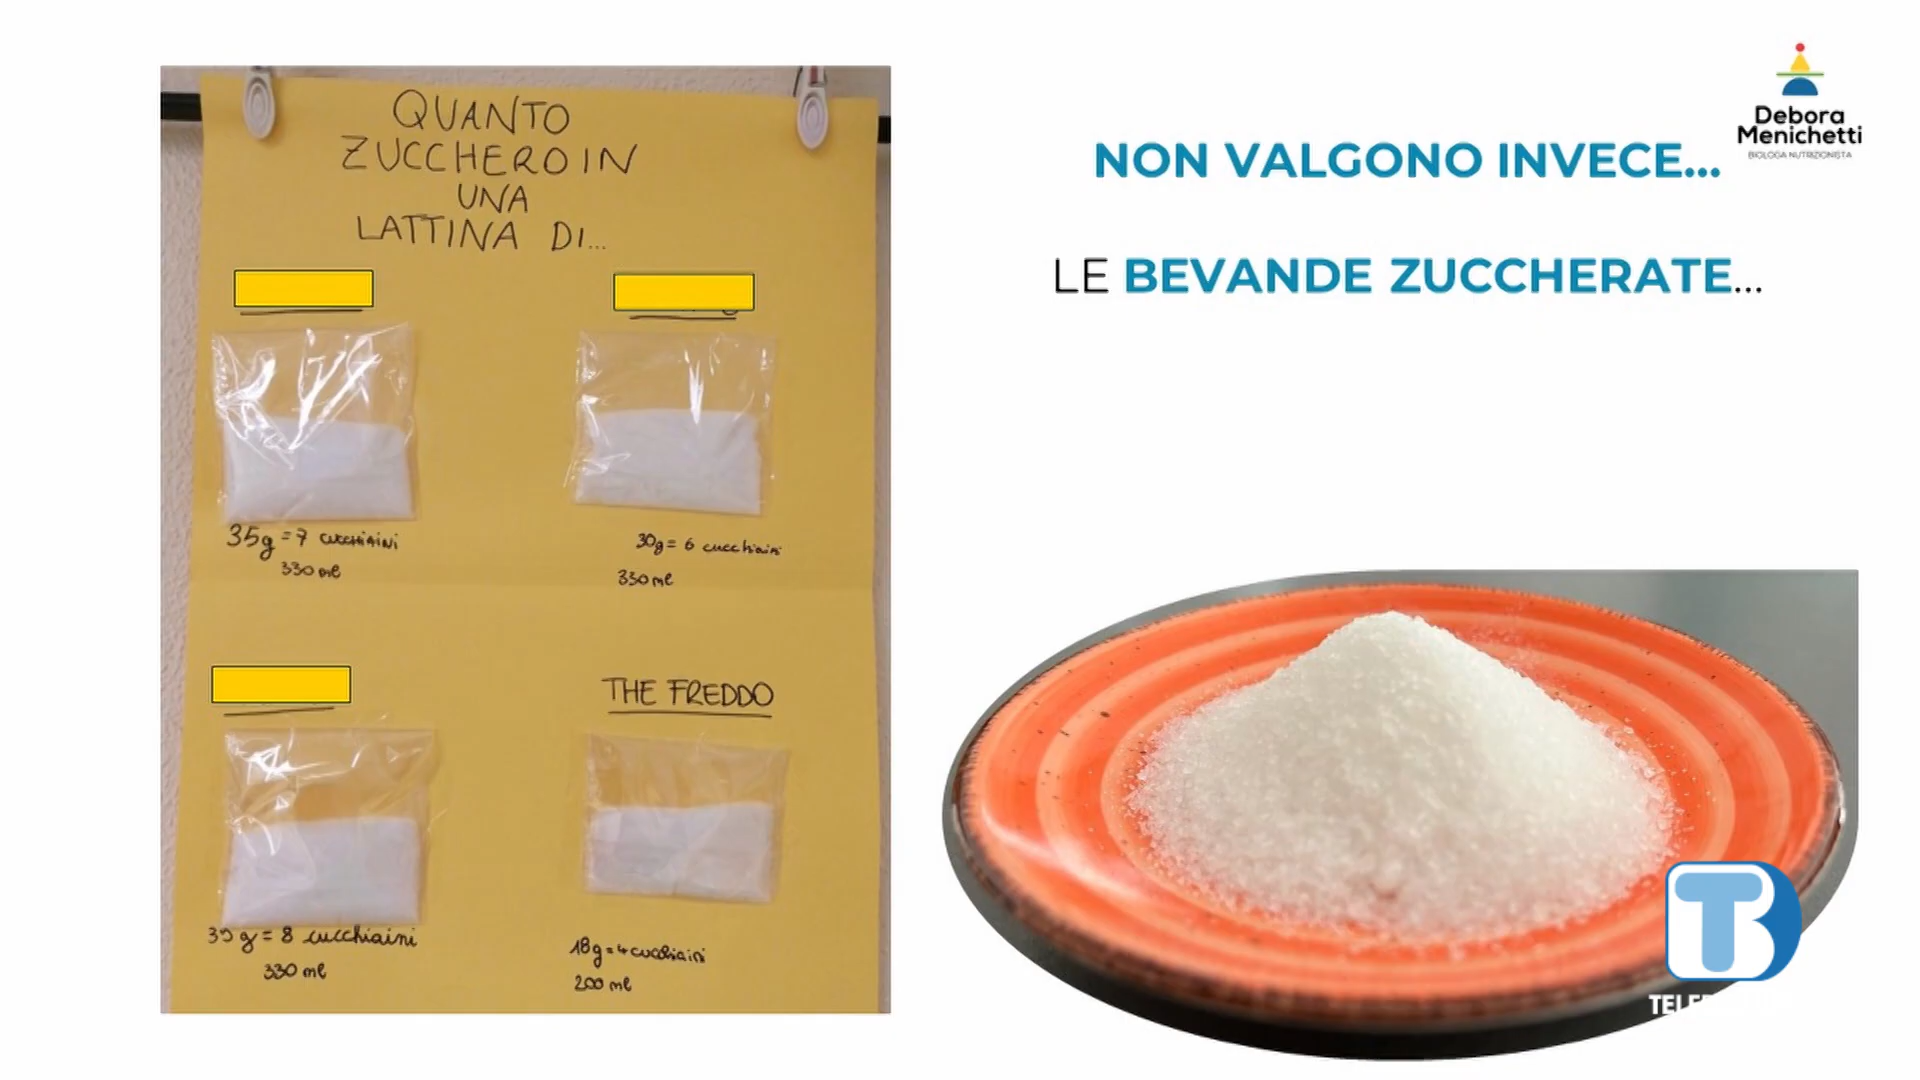 QUANTO
ZUCCHERO IN
UNA
LATTINA DI...
35g = 7 cucchiaini
330 ml
30g = 6 cucchiaini
330 ml
THE FREDDO
= 8 cucchiaini
330 ml
18g = 4 cucchiaini
200 ml
NON VALGONO INVECE...
LE BEVANDE ZUCCHERATE...
Debora
Menichetti
BIOLOGA NUTRIZIONISTA
TB